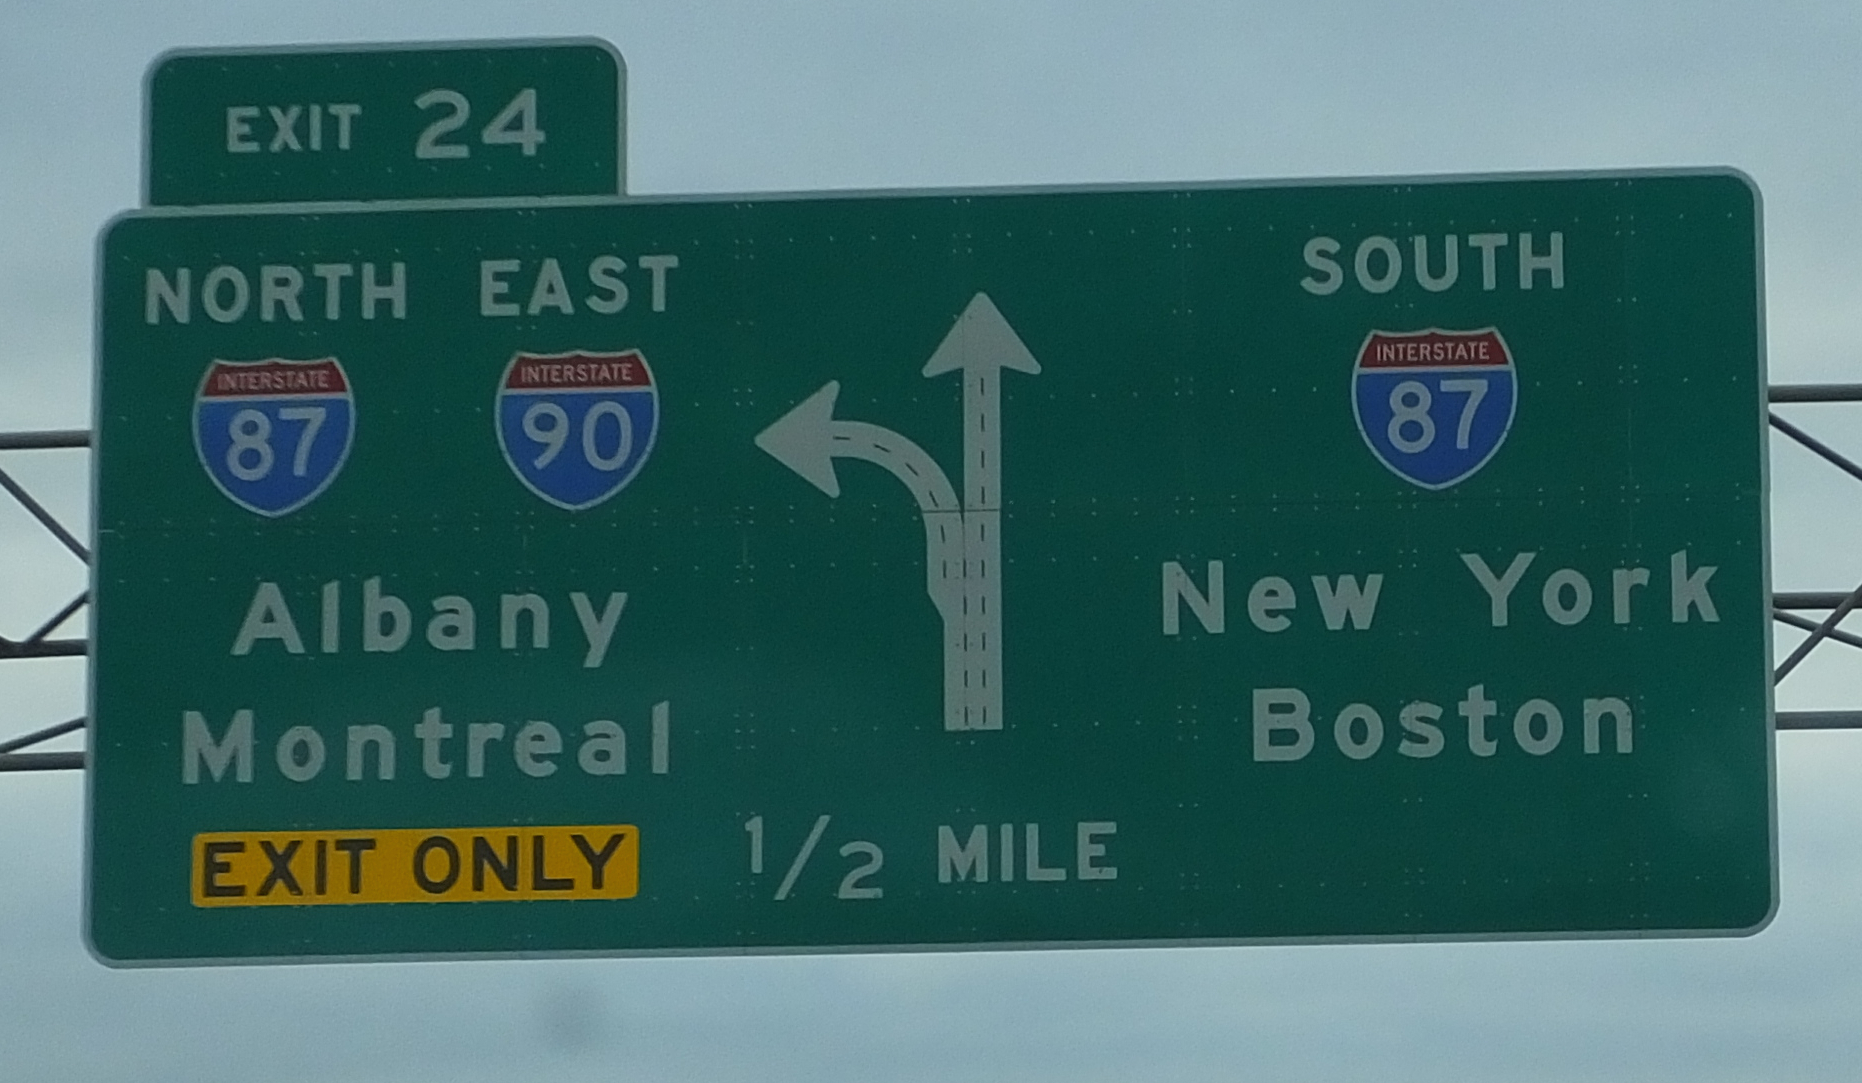 EXIT 24
NORTH EAST
INTERSTATE 87
INTERSTATE 90
Albany
Montreal
EXIT ONLY
1/2 MILE
SOUTH
INTERSTATE 87
New York
Boston